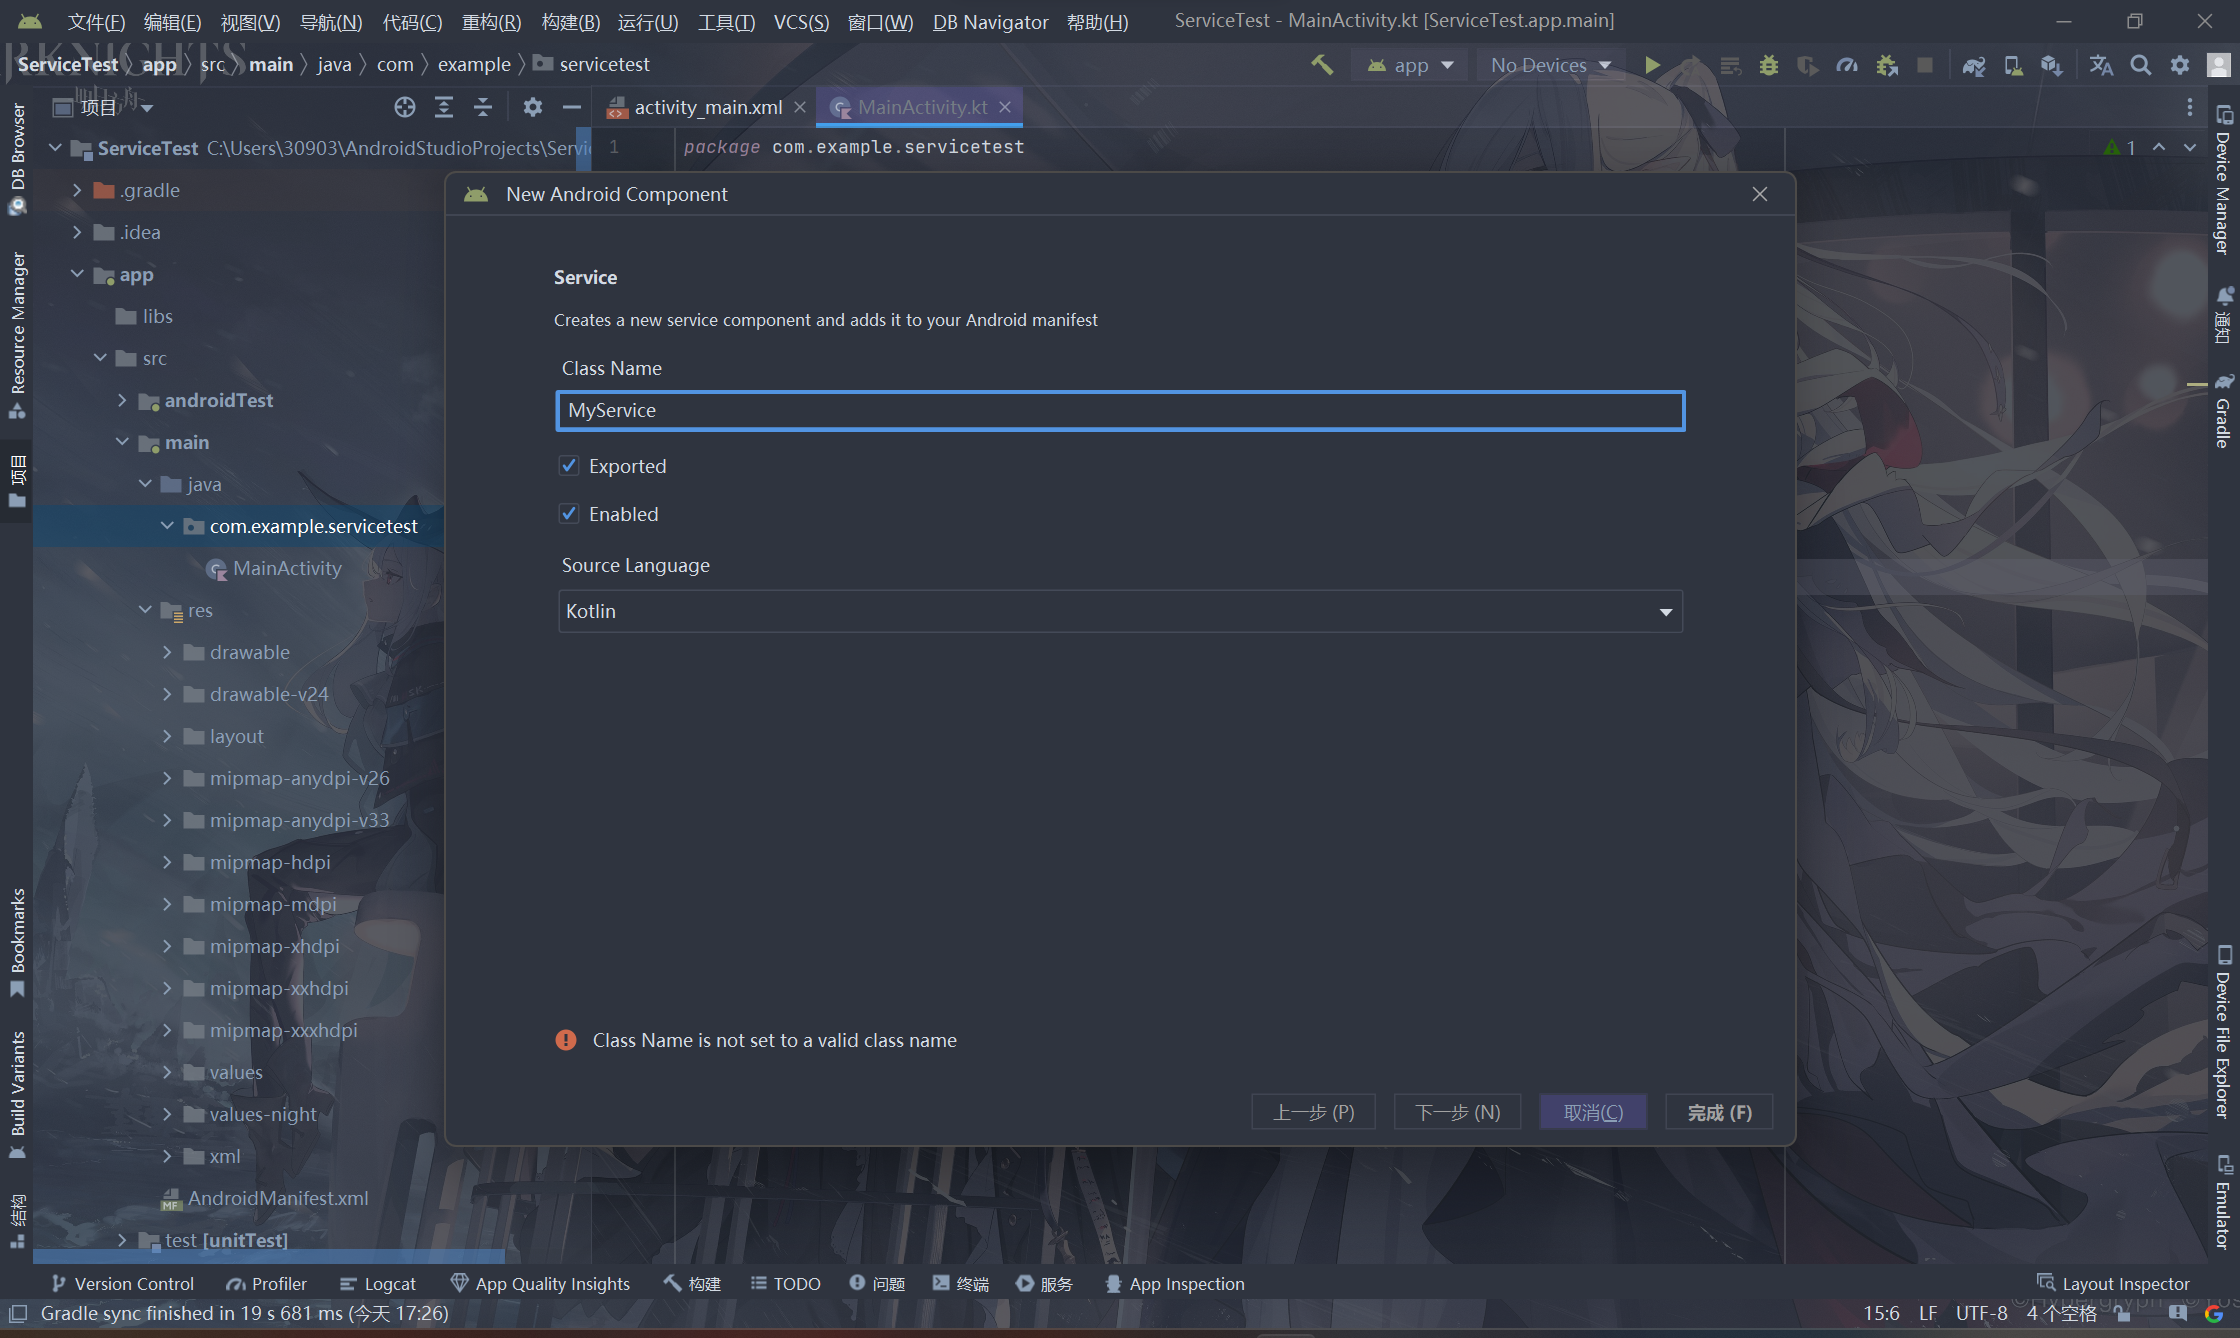 文件(F) 编辑(E) 视图(V) 导航(N) 代码(C) 重构(R) 构建(B) 运行(U) 工具(T) VCS(S) 窗口(W) DB Navigator 帮助(H) ServiceTest - MainActivity.kt [ServiceTest.app.main]
ServiceTest app src main java com example servicetest app No Devices
项目 activity_main.xml MainActivity.kt
ServiceTest C:\Users\30903\AndroidStudioProjects\Servi 1 package com.example.servicetest 1
.gradle
.idea
app
libs
src
androidTest
main
java
com.example.servicetest
MainActivity
res
drawable
drawable-v24
layout
mipmap-anydpi-v26
mipmap-anydpi-v33
mipmap-hdpi
mipmap-mdpi
mipmap-xhdpi
mipmap-xxhdpi
mipmap-xxxhdpi
values
values-night
xml
AndroidManifest.xml
test [unitTest]
New Android Component
Service
Creates a new service component and adds it to your Android manifest
Class Name
MyService
Exported
Enabled
Source Language
Kotlin
Class Name is not set to a valid class name
上一步 (P) 下一步 (N) 取消(C) 完成 (F)
DB Browser
Resource Manager
项目
Bookmarks
Build Variants
结构
Device Manager
通知
Gradle
Device File Explorer
Emulator
Version Control Profiler Logcat App Quality Insights 构建 TODO 问题 终端 服务 App Inspection Layout Inspector
Gradle sync finished in 19 s 681 ms (今天 17:26) 15:6 LF UTF-8 4 个空格